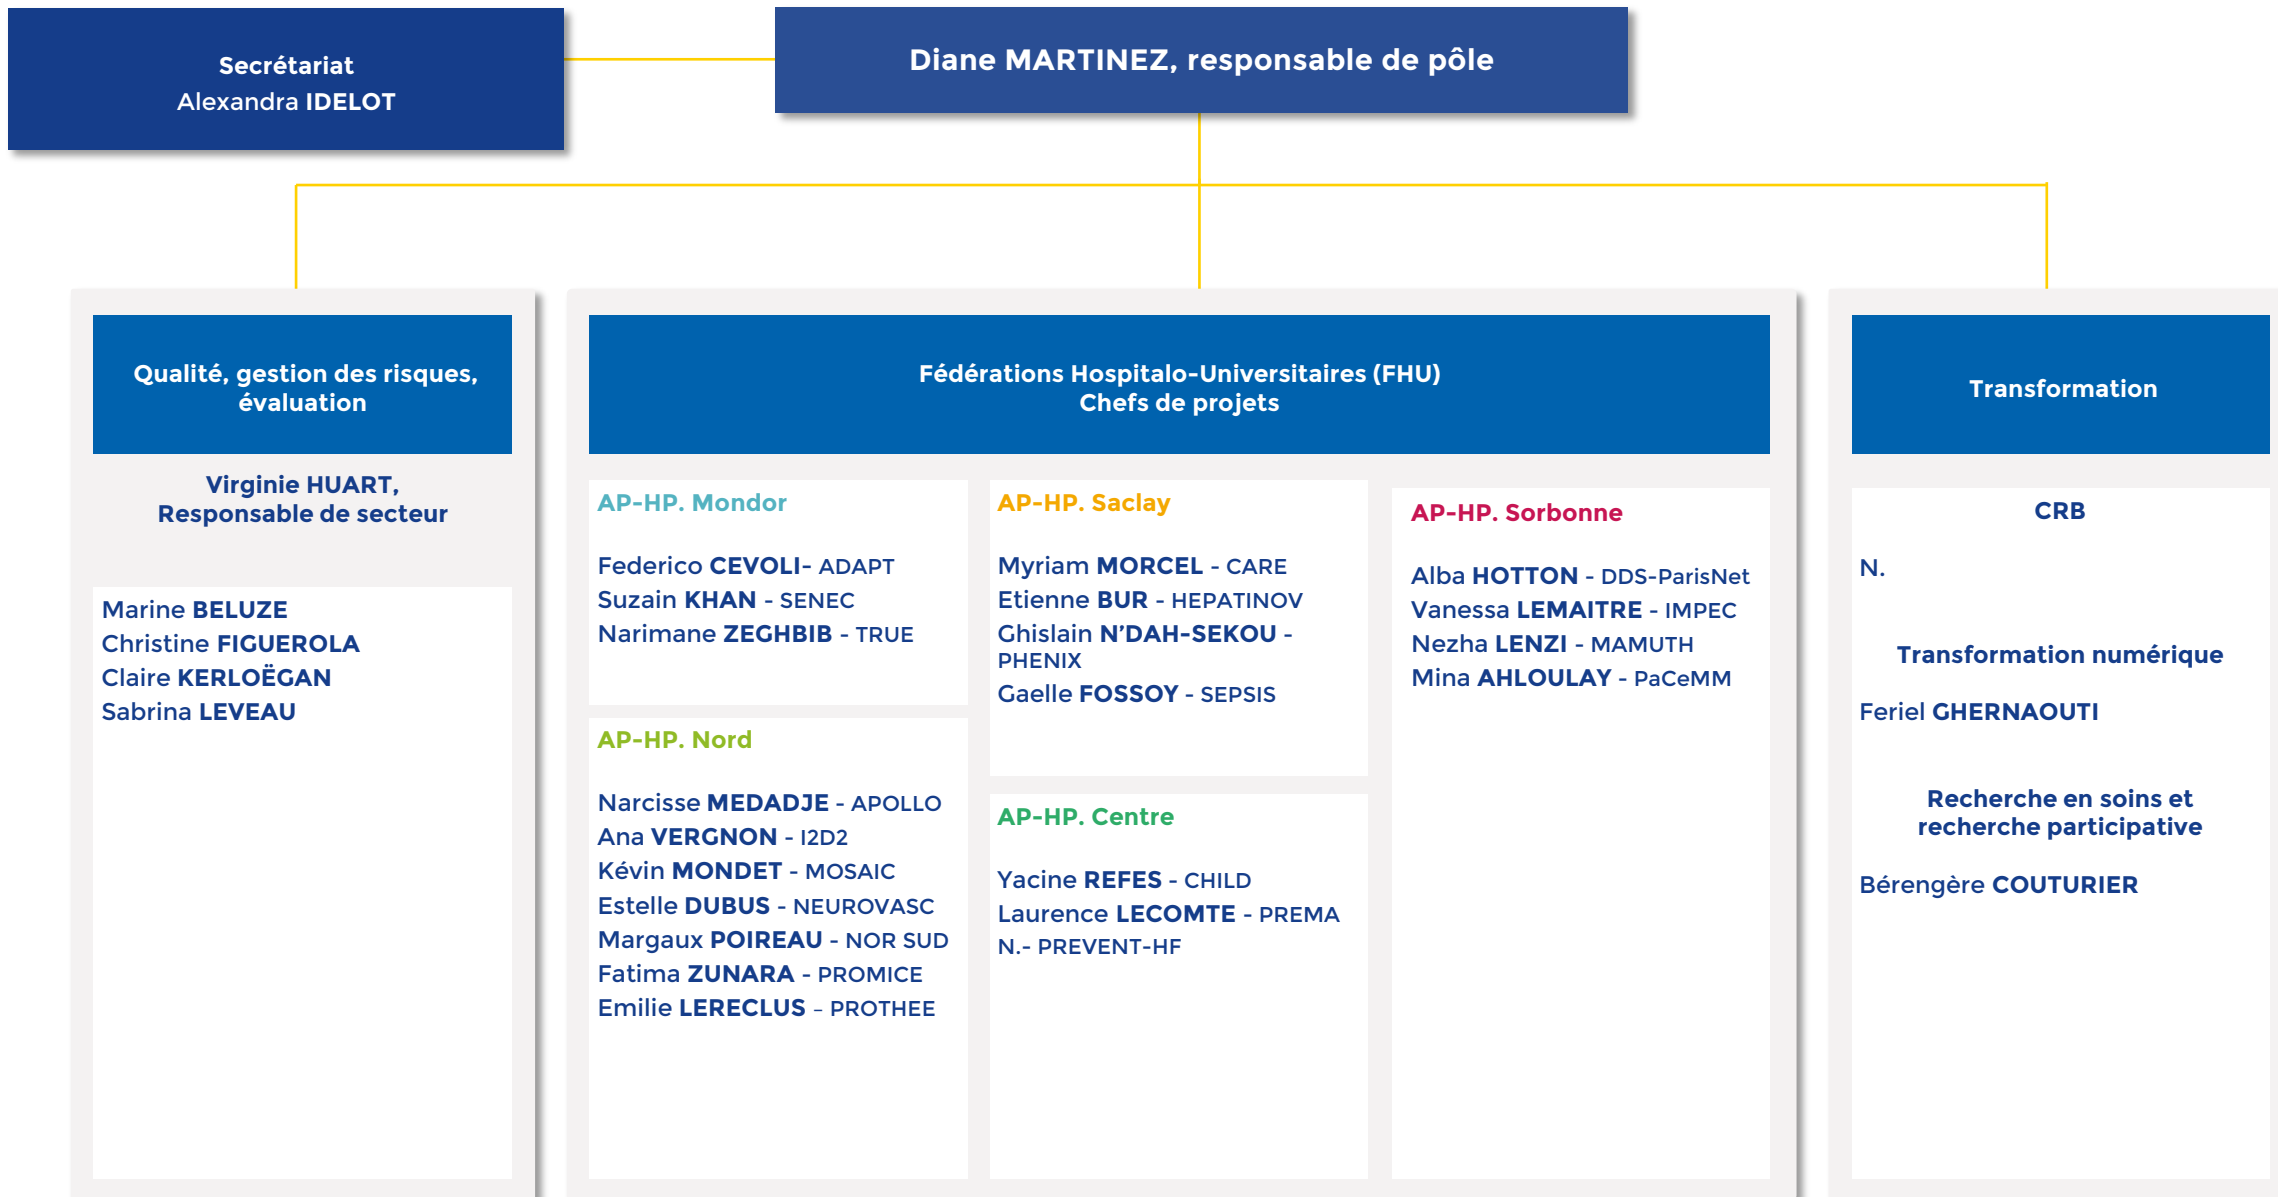 Secrétariat
Alexandra IDELOT
Diane MARTINEZ, responsable de pôle
Qualité, gestion des risques,
évaluation
Virginie HUART,
Responsable de secteur
Marine BELUZE
Christine FIGUEROLA
Claire KERLOËGAN
Sabrina LEVEAU
Fédérations Hospitalo-Universitaires (FHU)
Chefs de projets
AP-HP. Mondor
Federico CEVOLI- ADAPT
Suzain KHAN - SENEC
Narimane ZEGHBIB - TRUE
AP-HP. Nord
Narcisse MEDADJE - APOLLO
Ana VERGNON - I2D2
Kévin MONDET - MOSAIC
Estelle DUBUS - NEUROVASC
Margaux POIREAU - NOR SUD
Fatima ZUNARA - PROMICE
Emilie LERECLUS – PROTHEE
AP-HP. Saclay
Myriam MORCEL - CARE
Etienne BUR - HEPATINOV
Ghislain N’DAH-SEKOU -
PHENIX
Gaelle FOSSOY - SEPSIS
AP-HP. Centre
Yacine REFES - CHILD
Laurence LECOMTE - PREMA
N.- PREVENT-HF
AP-HP. Sorbonne
Alba HOTTON - DDS-ParisNet
Vanessa LEMAITRE - IMPEC
Nezha LENZI - MAMUTH
Mina AHLOULAY - PaCeMM
Transformation
CRB
N.
Transformation numérique
Feriel GHERNAOUTI
Recherche en soins et
recherche participative
Bérengère COUTURIER